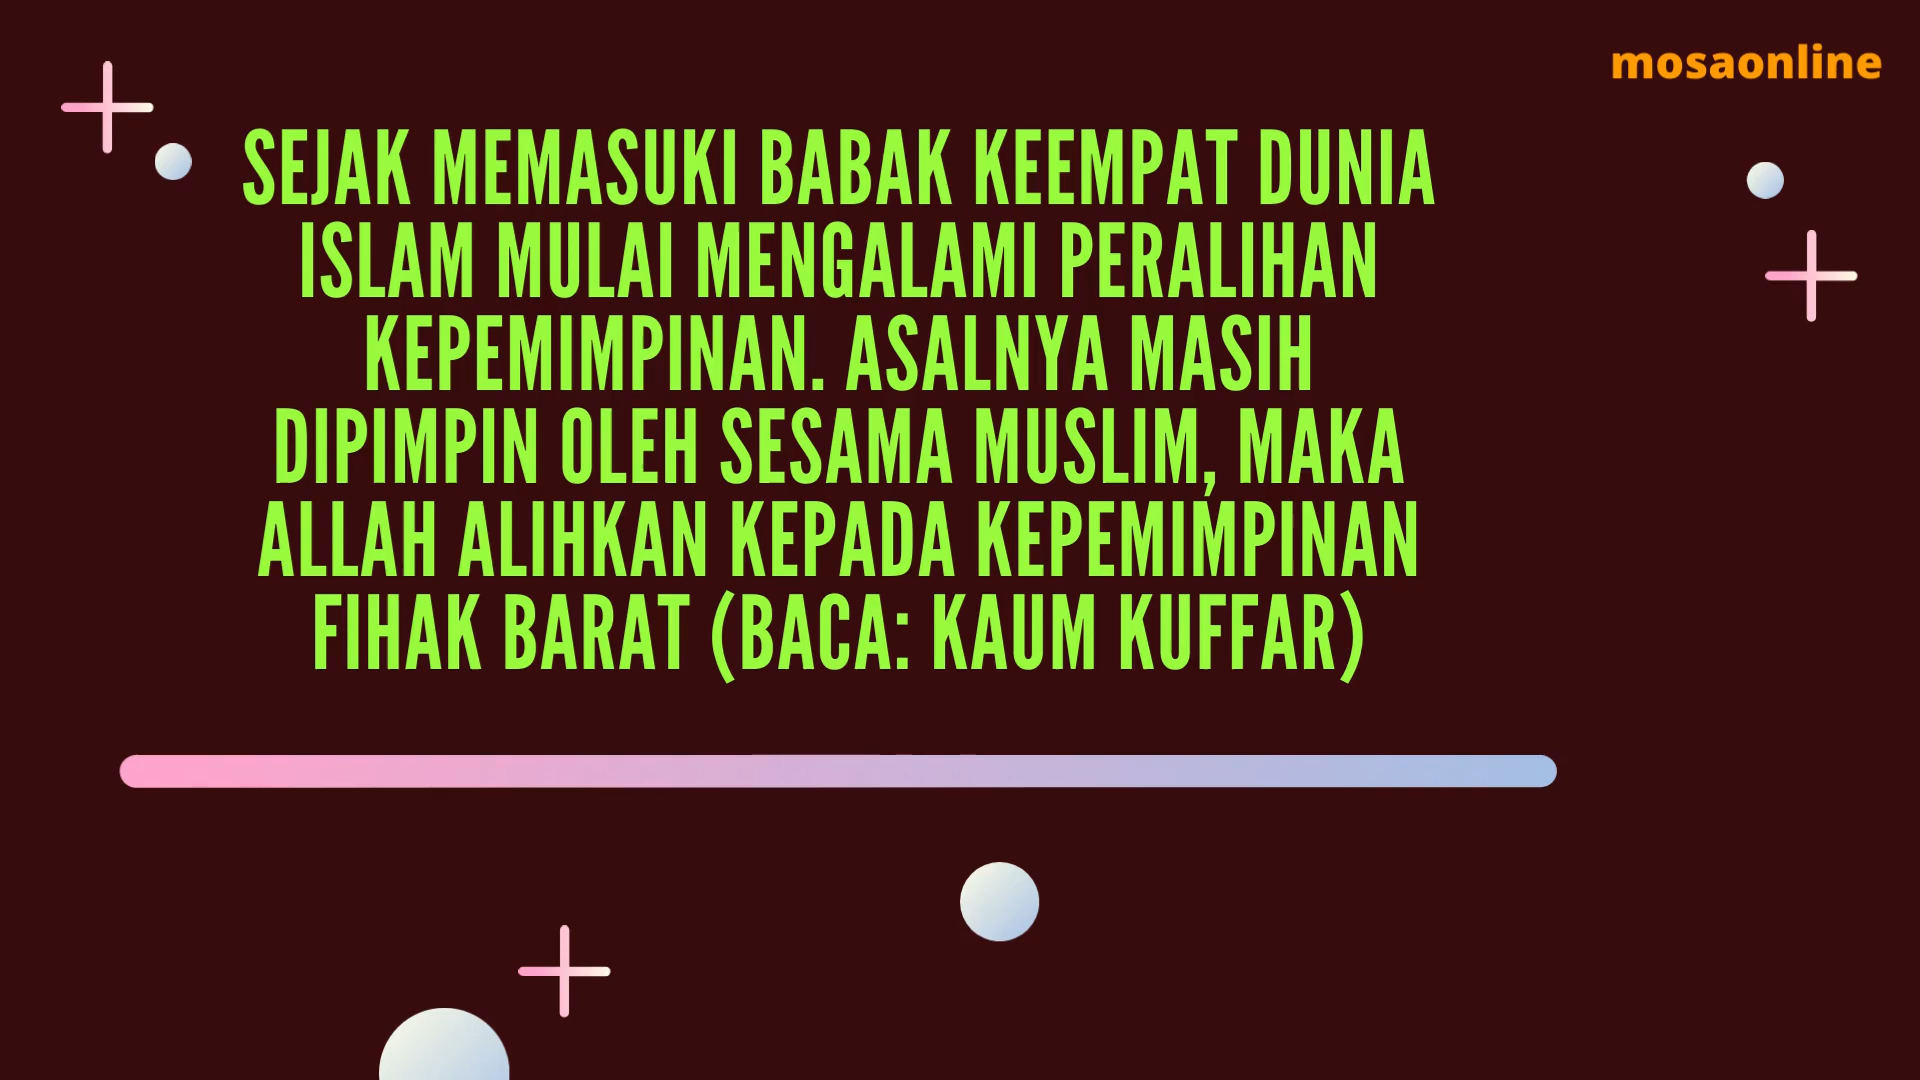 mosaonline
SEJAK MEMASUKI BABAK KEEMPAT DUNIA
ISLAM MULAI MENGALAMI PERALIHAN
KEPEMIMPINAN. ASALNYA MASIH
DIPIMPIN OLEH SESAMA MUSLIM, MAKA
ALLAH ALIHKAN KEPADA KEPEMIMPINAN
FIHAK BARAT (BACA: KAUM KUFFAR)